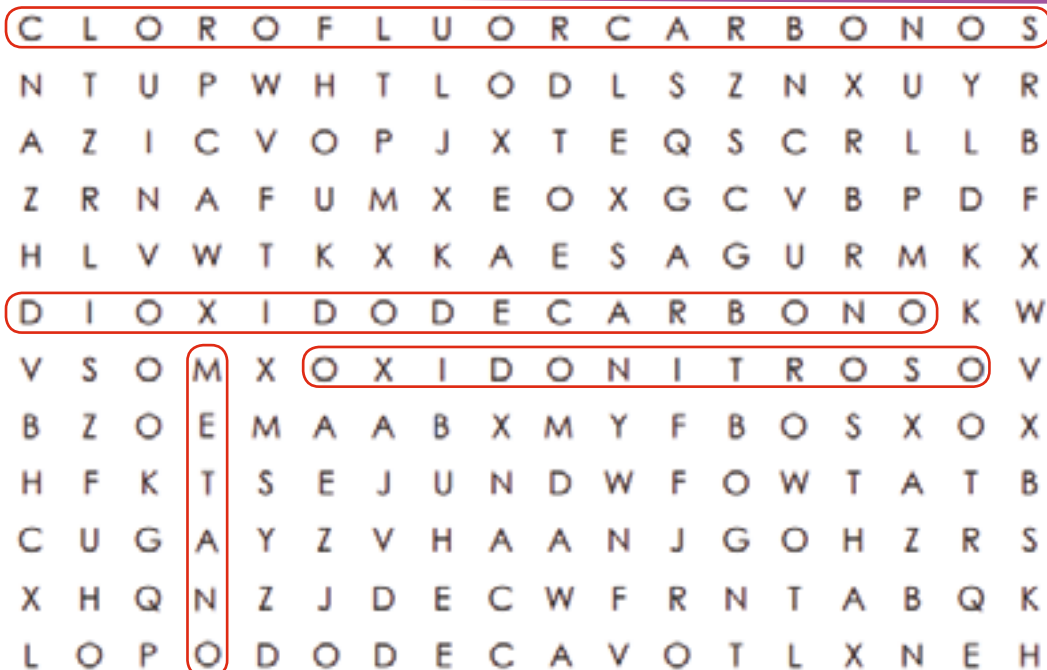 C L O R O F L U O R C A R B O N O S
N T U P W H T L O D L S Z N X U Y R
A Z I C V O P J X T E Q S C R L L B
Z R N A F U M X E O X G C V B P D F
H L V W T K X K A E S A G U R M K X
D I O X I D O D E C A R B O N O K W
V S O M X O X I D O N I T R O S O V
B Z O E M A A B X M Y F B O S X O X
H F K T S E J U N D W F O W T A T B
C U G A Y Z V H A A N J G O H Z R S
X H Q N Z J D E C W F R N T A B Q K
L O P O D O D E C A V O T L X N E H